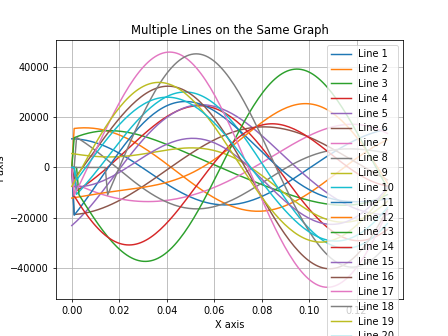 Multiple Lines on the Same Graph
40000
20000
0
−20000
−40000
0.00 0.02 0.04 0.06 0.08 0.10
X axis
Line 1
Line 2
Line 3
Line 4
Line 5
Line 6
Line 7
Line 8
Line 9
Line 10
Line 11
Line 12
Line 13
Line 14
Line 15
Line 16
Line 17
Line 18
Line 19
Line 20